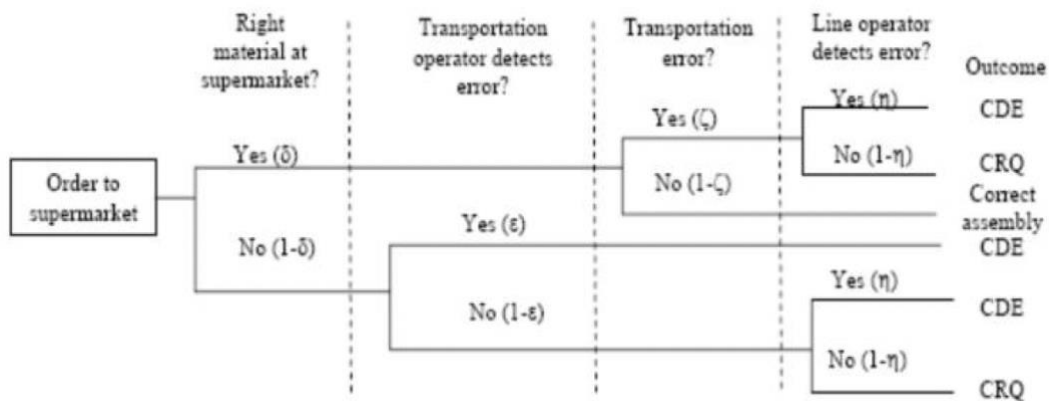 Right
material at
supermarket?
Transportation
operator detects
error?
Transportation
error?
Line operator
detects error?
Outcome
Yes (δ)
Yes (ζ)
Yes (η)
CDE
No (1-η)
CRQ
Order to
supermarket
No (1-ζ)
Correct
assembly
Yes (ε)
CDE
No (1-δ)
Yes (η)
CDE
No (1-ε)
No (1-η)
CRQ